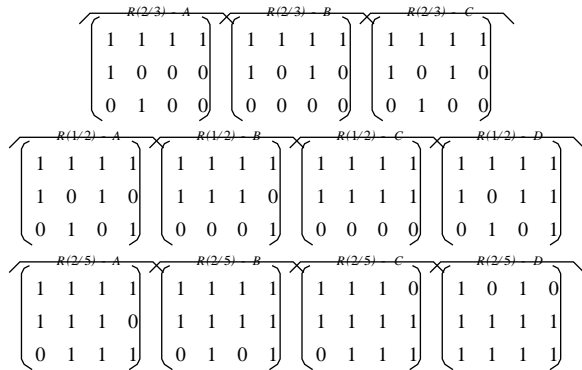 R(2/3) - A R(2/3) - B R(2/3) - C
1 1 1 1 1 1 1 1 1 1 1 1
1 0 0 0 1 0 1 0 1 0 1 0
0 1 0 0 0 0 0 0 0 1 0 0
R(1/2) - A R(1/2) - B R(1/2) - C R(1/2) - D
1 1 1 1 1 1 1 1 1 1 1 1 1 1 1 1
1 0 1 0 1 1 1 0 1 1 1 1 1 0 1 1
0 1 0 1 0 0 0 1 0 0 0 0 0 1 0 1
R(2/5) - A R(2/5) - B R(2/5) - C R(2/5) - D
1 1 1 1 1 1 1 1 1 1 1 0 1 0 1 0
1 1 1 0 1 1 1 1 1 1 1 1 1 1 1 1
0 1 1 1 0 1 0 1 0 1 1 1 1 1 1 1